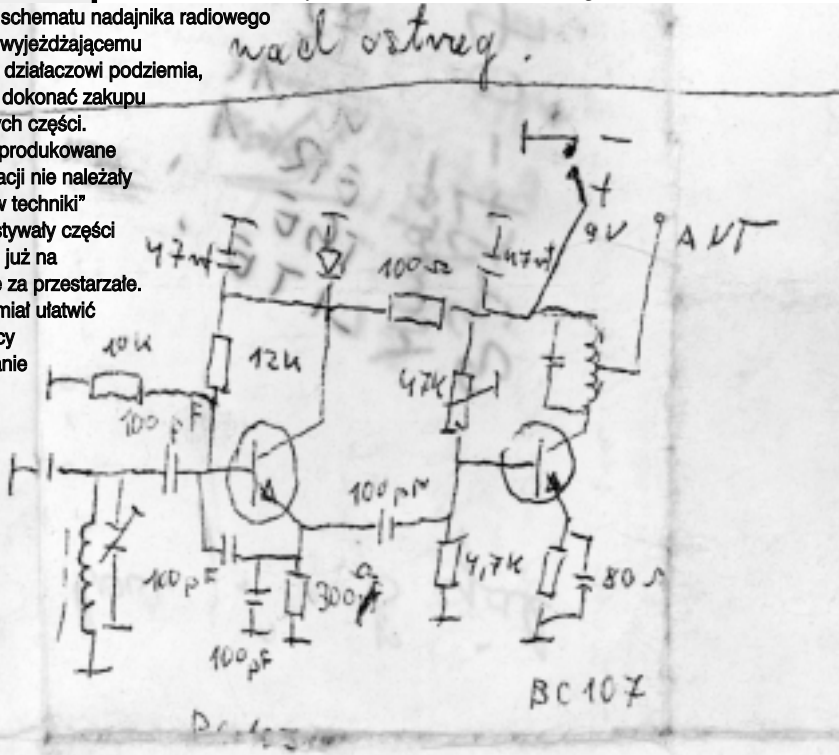 schematu nadajnika radiowego
wyjeżdżającemu
działaczowi podziemia,
dokonać zakupu
ych części.
produkowane
acji nie należały
w techniki”
stywały części
już na
e za przestarzałe.
miał ułatwić
cy
anie
nad
47nf
100Ω
47nf
+
9V
ANT
10k
12k
47k
100pF
100pF
100pF
4,7k
300Ω
80Ω
100pF
BC107